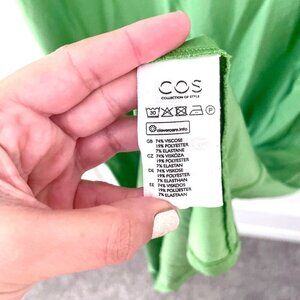 COS
COLLECTION OF STYLE
30
P
clevercare.info
GB 74% VISCOSE
19% POLYESTER
7% ELASTANE
CZ 74% VISKÓZA
19% POLYESTER
7% ELASTAN
DE 74% VISKOSE
19% POLYESTER
7% ELASTHAN
EE 74% VISKOOS
19% POLÜESTER
7% ELASTAAN